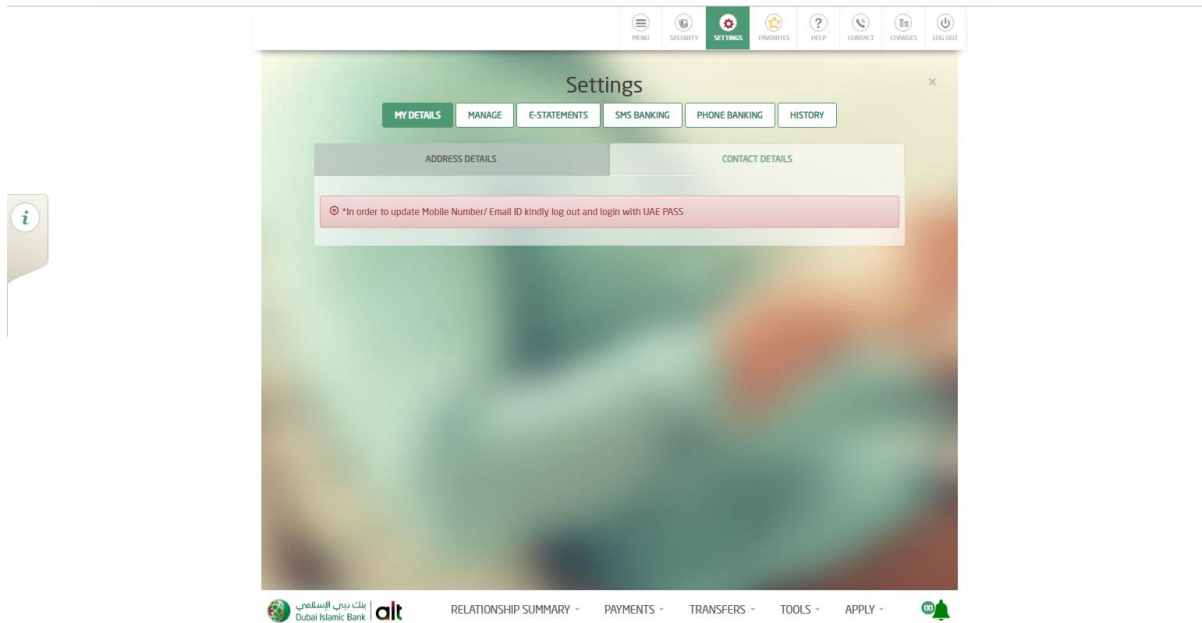 MENU SECURITY SETTINGS FAVORITES HELP CONTACT CHARGES LOG OUT
Settings
MY DETAILS MANAGE E-STATEMENTS SMS BANKING PHONE BANKING HISTORY
ADDRESS DETAILS CONTACT DETAILS
*In order to update Mobile Number/ Email ID kindly log out and login with UAE PASS
بنك دبي الإسلامي
Dubai Islamic Bank alt
RELATIONSHIP SUMMARY PAYMENTS TRANSFERS TOOLS APPLY 00